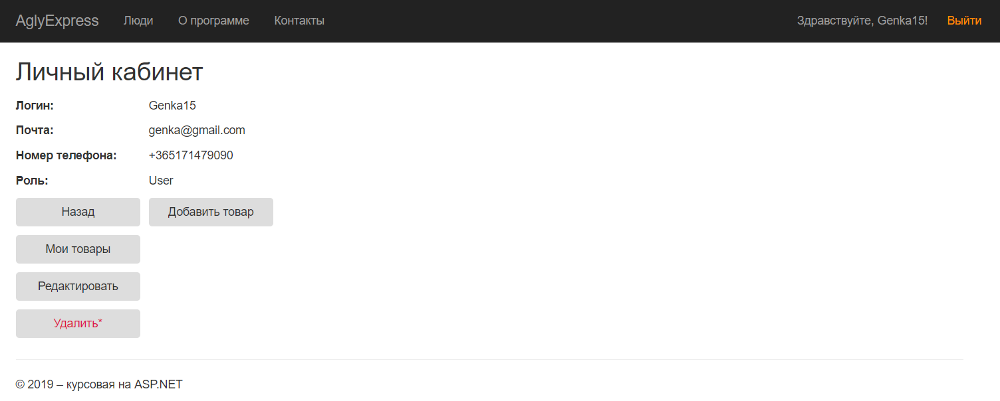 AglyExpress Люди О программе Контакты Здравствуйте, Genka15! Выйти
Личный кабинет
Логин: Genka15
Почта: genka@gmail.com
Номер телефона: +365171479090
Роль: User
Назад Добавить товар
Мои товары
Редактировать
Удалить*
© 2019 – курсовая на ASP.NET